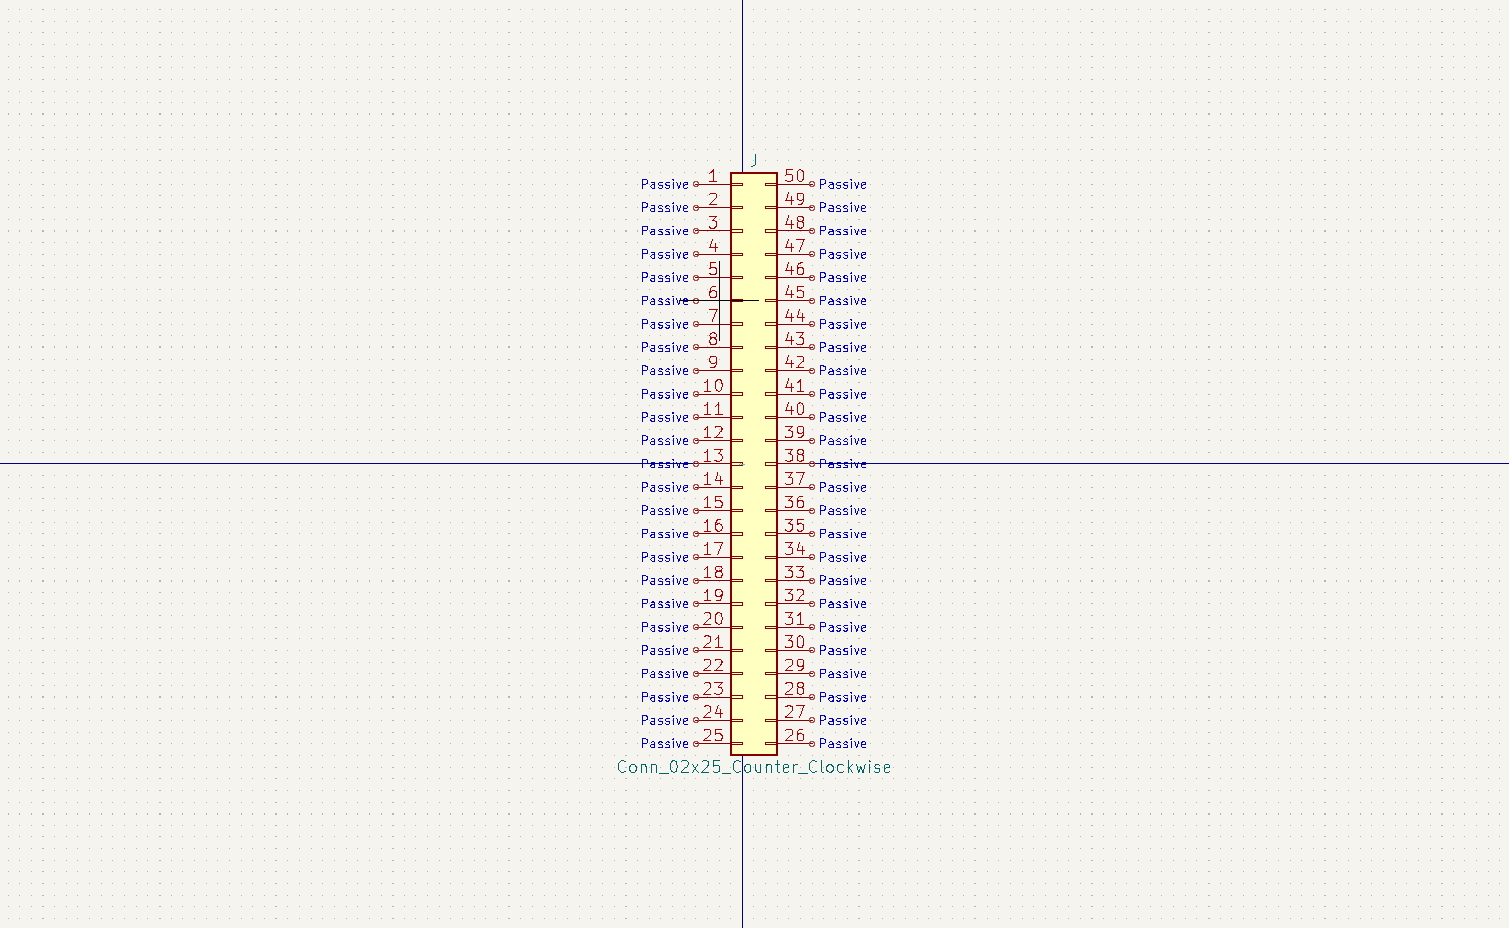 J
Passive 1 50 Passive
Passive 2 49 Passive
Passive 3 48 Passive
Passive 4 47 Passive
Passive 5 46 Passive
Passive 6 45 Passive
Passive 7 44 Passive
Passive 8 43 Passive
Passive 9 42 Passive
Passive 10 41 Passive
Passive 11 40 Passive
Passive 12 39 Passive
Passive 13 38 Passive
Passive 14 37 Passive
Passive 15 36 Passive
Passive 16 35 Passive
Passive 17 34 Passive
Passive 18 33 Passive
Passive 19 32 Passive
Passive 20 31 Passive
Passive 21 30 Passive
Passive 22 29 Passive
Passive 23 28 Passive
Passive 24 27 Passive
Passive 25 26 Passive
Conn_02x25_Counter_Clockwise